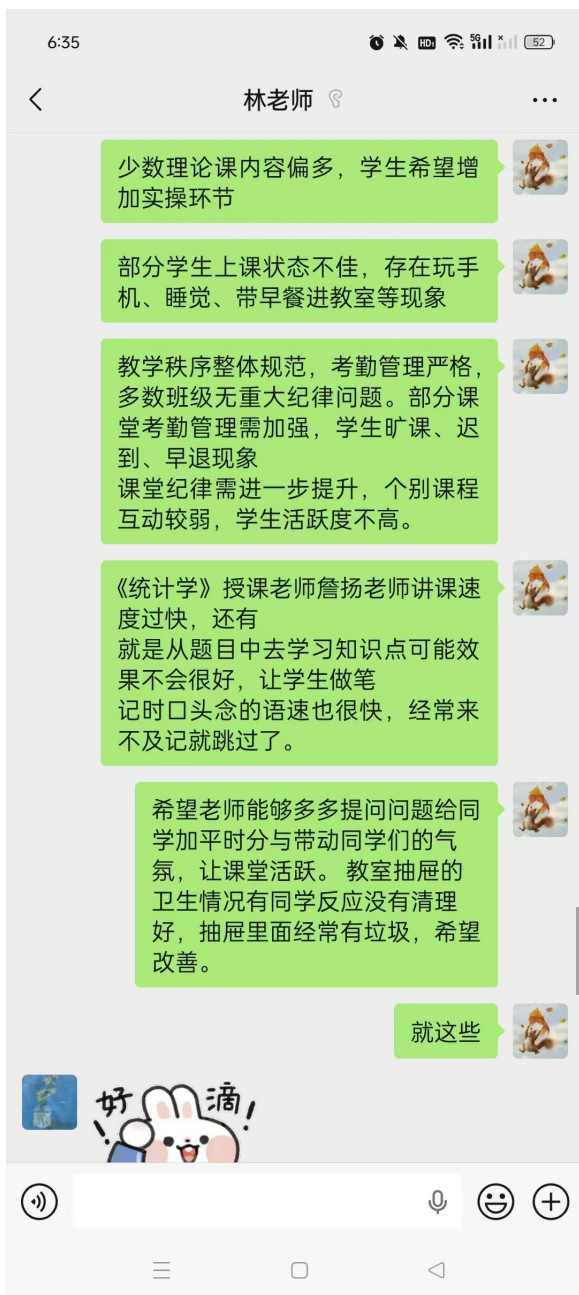 6:35
HD1
5G
52
林老师
少数理论课内容偏多，学生希望增
加实操环节
部分学生上课状态不佳，存在玩手
机、睡觉、带早餐进教室等现象
教学秩序整体规范，考勤管理严格，
多数班级无重大纪律问题。部分课
堂考勤管理需加强，学生旷课、迟
到、早退现象
课堂纪律需进一步提升，个别课程
互动较弱，学生活跃度不高。
《统计学》授课老师詹扬老师讲课速
度过快，还有
就是从题目中去学习知识点可能效
果不会很好，让学生做笔
记时口头念的语速也很快，经常来
不及记就跳过了。
希望老师能够多多提问问题给同
学加平时分与带动同学们的气
氛，让课堂活跃。 教室抽屉的
卫生情况有同学反应没有清理
好，抽屉里面经常有垃圾，希望
改善。
就这些
好滴！